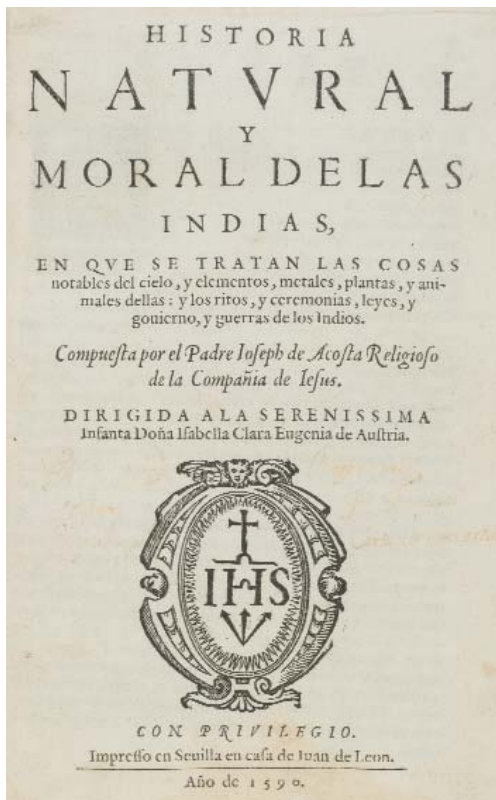 HISTORIA
NATVRAL
Y
MORAL DELAS
INDIAS,
EN QVE SE TRATAN LAS COSAS
notables del cielo, y elementos, metales, plantas, y ani-
males dellas: y los ritos, y ceremonias, leyes, y
gouierno, y guerras de los Indios.
Compueſta por el Padre Ioſeph de Acoſta Religioſo
de la Compañia de Ieſus.
DIRIGIDA ALA SERENISSIMA
Infanta Doña Iſabella Clara Eugenia de Auſtria.
IHS
CON PRIVILEGIO.
Impreſſo en Seuilla en caſa de Iuan de Leon.
Año de 1590.